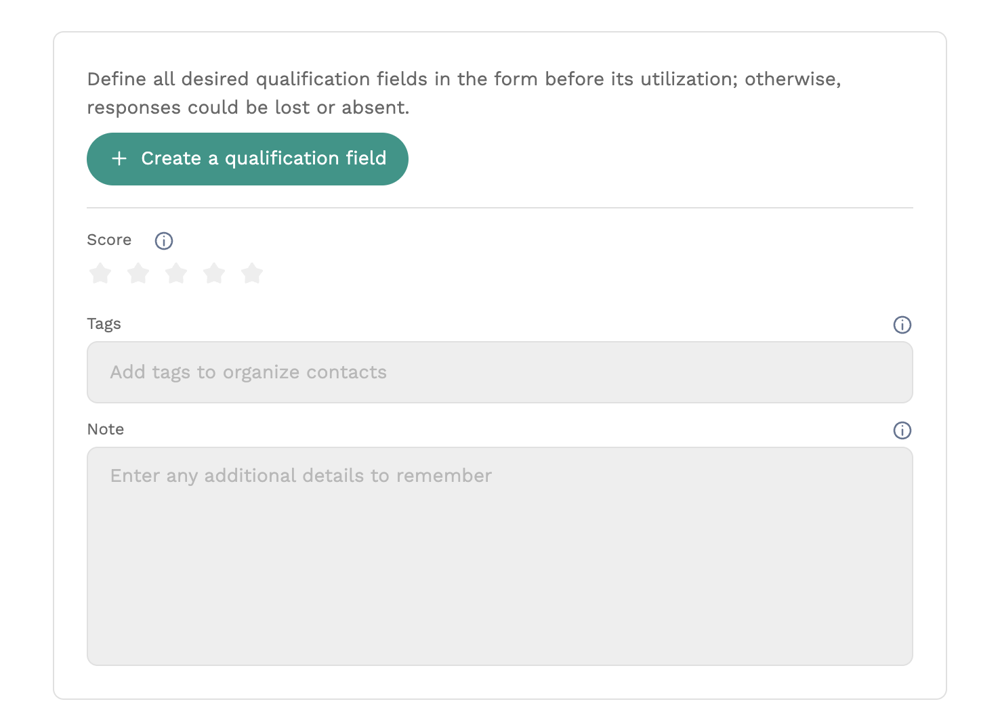 Define all desired qualification fields in the form before its utilization; otherwise,
responses could be lost or absent.
+ Create a qualification field
Score
Tags
Add tags to organize contacts
Note
Enter any additional details to remember